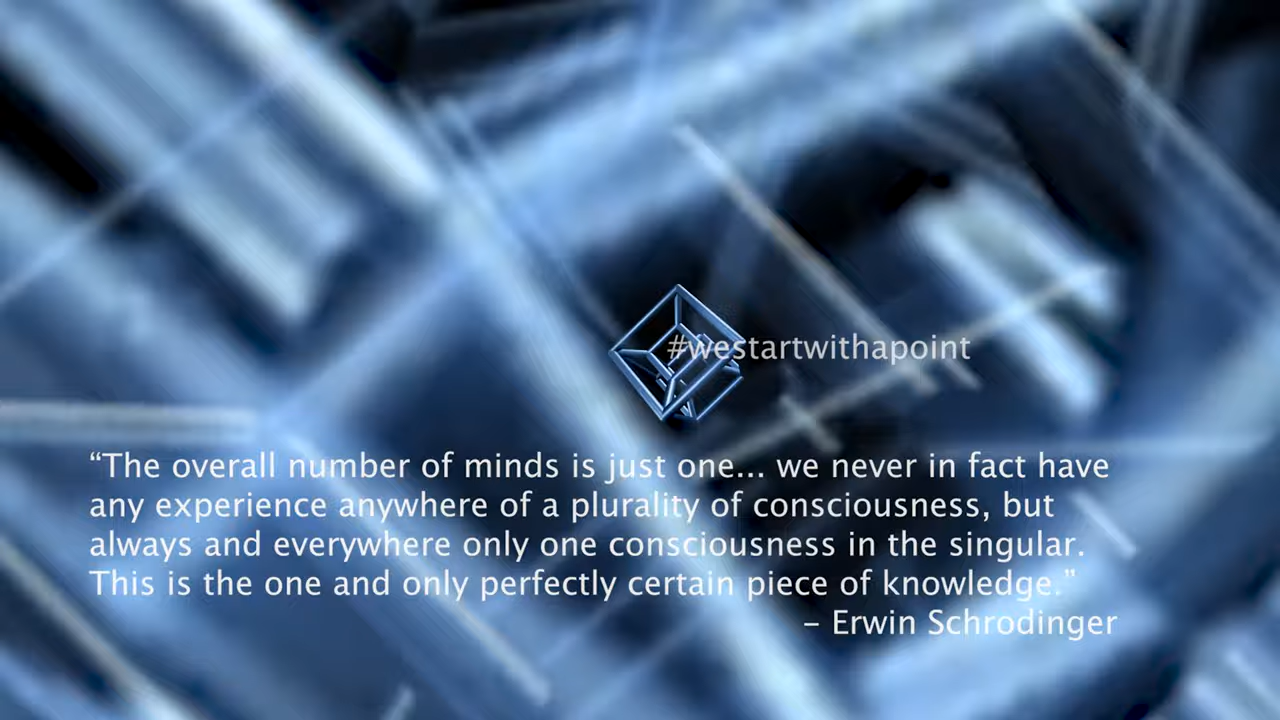 #westartwithapoint
“The overall number of minds is just one... we never in fact have
any experience anywhere of a plurality of consciousness, but
always and everywhere only one consciousness in the singular.
This is the one and only perfectly certain piece of knowledge.”
– Erwin Schrodinger